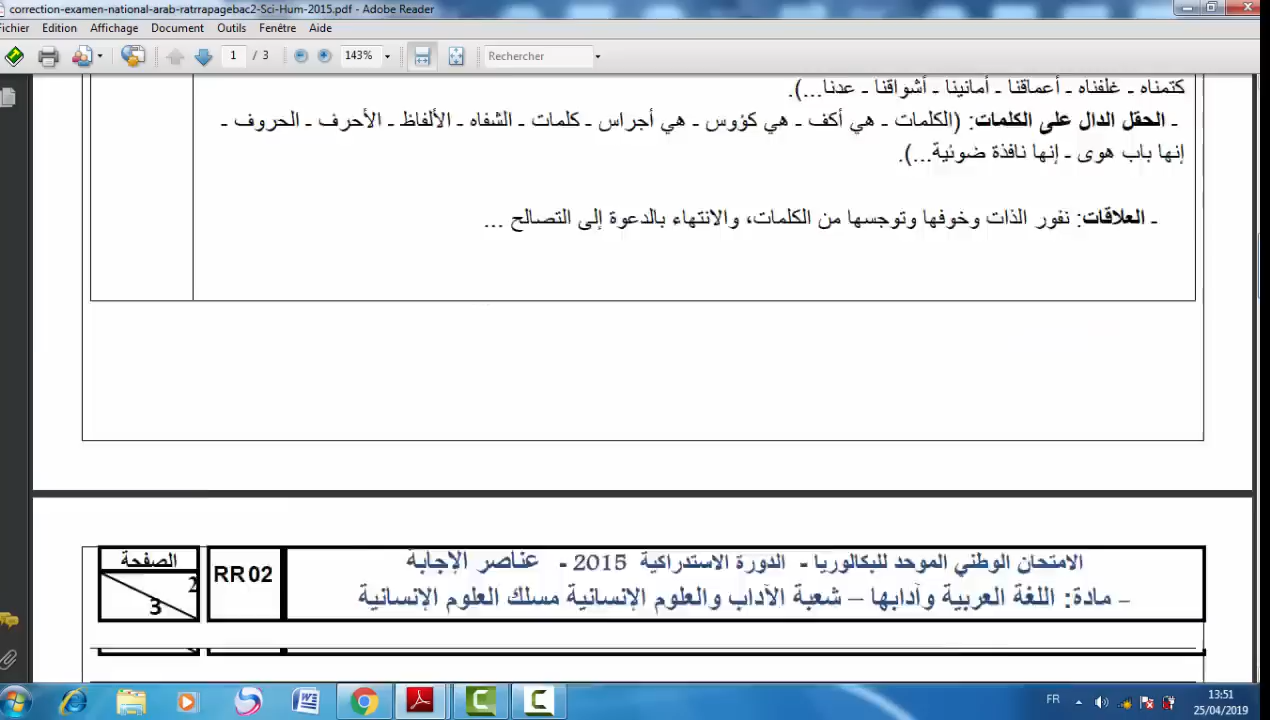 correction-examen-national-arab-ratrrapagebac2-Sci-Hum-2015.pdf - Adobe Reader
Fichier Edition Affichage Document Outils Fenêtre Aide
1 / 3 143% Rechercher
كتمناه ـ غلفناه ـ أعماقنا ـ أمانينا ـ أشواقنا ـ عدنا...).
ـ الحقل الدال على الكلمات: (الكلمات ـ هي أكف ـ هي كؤوس ـ هي أجراس ـ كلمات ـ الشفاه ـ الألفاظ ـ الأحرف ـ الحروف ـ
إنها باب هوى ـ إنها نافذة ضوئية...).
ـ العلاقات: نفور الذات وخوفها وتوجسها من الكلمات، والانتهاء بالدعوة إلى التصالح ...
الصفحة
2
3
RR 02
الامتحان الوطني الموحد للبكالوريا - الدورة الاستدراكية 2015 - عناصر الإجابة
– مادة: اللغة العربية وآدابها – شعبة الآداب والعلوم الإنسانية مسلك العلوم الإنسانية
FR
13:51
25/04/2019